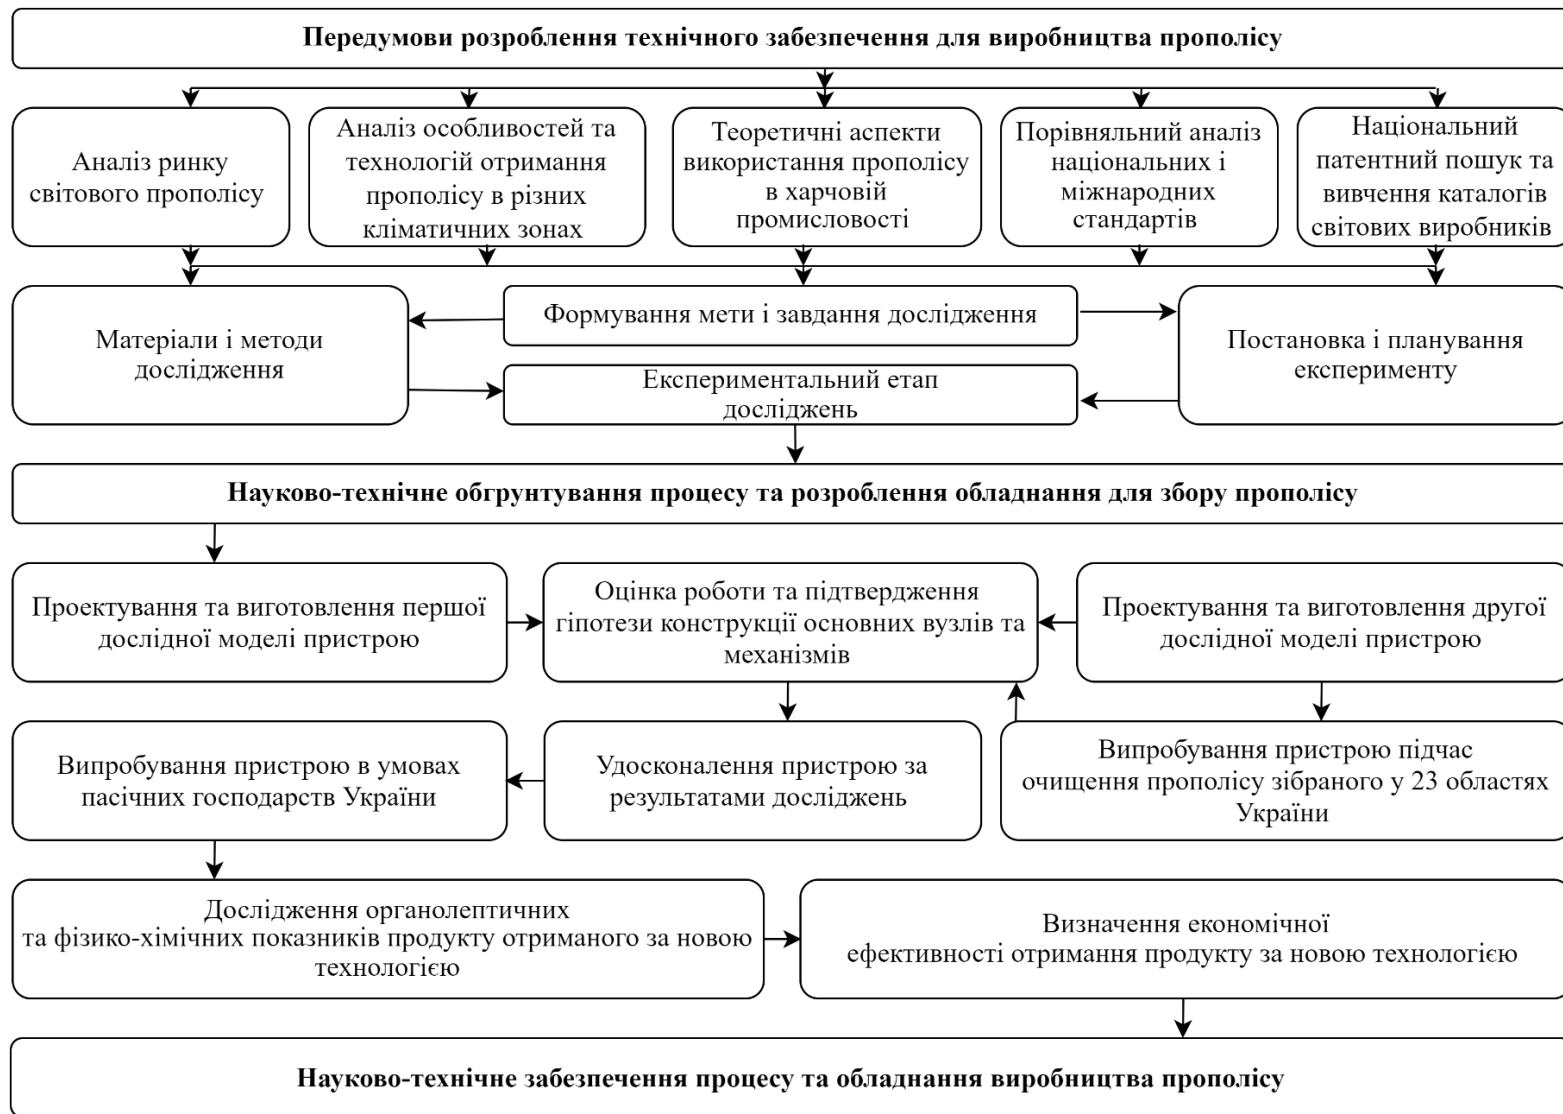 Передумови розроблення технічного забезпечення для виробництва прополісу
Аналіз ринку
світового прополісу
Аналіз особливостей та
технологій отримання
прополісу в різних
кліматичних зонах
Теоретичні аспекти
використання прополісу
в харчовій
промисловості
Порівняльний аналіз
національних і
міжнародних
стандартів
Національний
патентний пошук та
вивчення каталогів
світових виробників
Матеріали і методи
дослідження
Формування мети і завдання дослідження
Експериментальний етап
досліджень
Постановка і планування
експерименту
Науково-технічне обгрунтування процесу та розроблення обладнання для збору прополісу
Проектування та виготовлення першої
дослідної моделі пристрою
Оцінка роботи та підтвердження
гіпотези конструкції основних вузлів та
механізмів
Проектування та виготовлення другої
дослідної моделі пристрою
Випробування пристрою в умовах
пасічних господарств України
Удосконалення пристрою за
результатами досліджень
Випробування пристрою підчас
очищення прополісу зібраного у 23 областях
України
Дослідження органолептичних
та фізико-хімічних показників продукту отриманого за новою
технологією
Визначення економічної
ефективності отримання продукту за новою технологією
Науково-технічне забезпечення процесу та обладнання виробництва прополісу